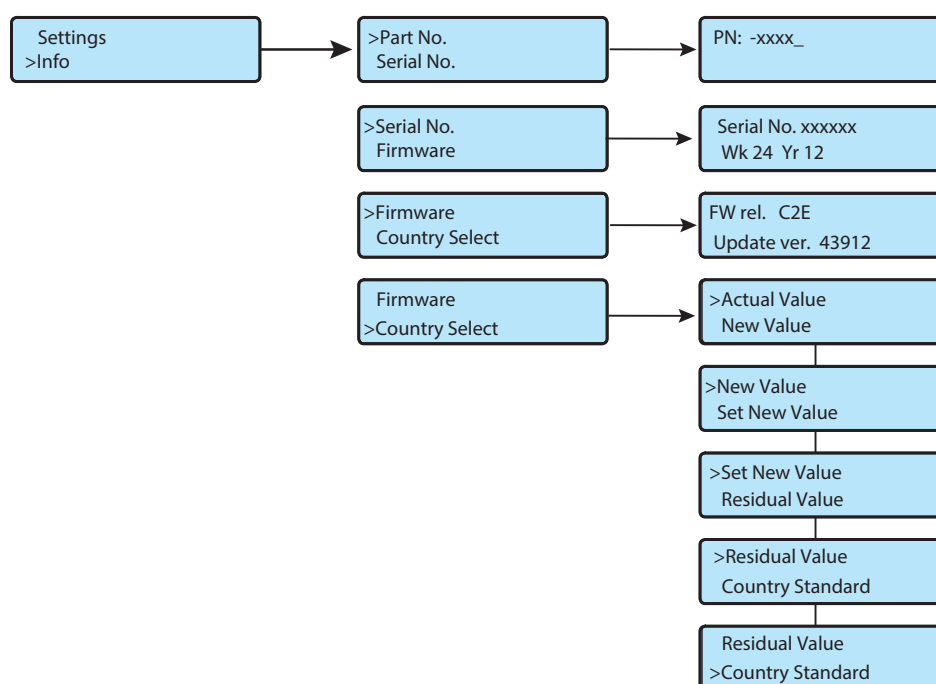 Settings
>Info
>Part No.
Serial No.
PN: -xxxx_
>Serial No.
Firmware
Serial No. xxxxxx
Wk 24 Yr 12
>Firmware
Country Select
FW rel. C2E
Update ver. 43912
Firmware
>Country Select
>Actual Value
New Value
>New Value
Set New Value
>Set New Value
Residual Value
>Residual Value
Country Standard
Residual Value
>Country Standard